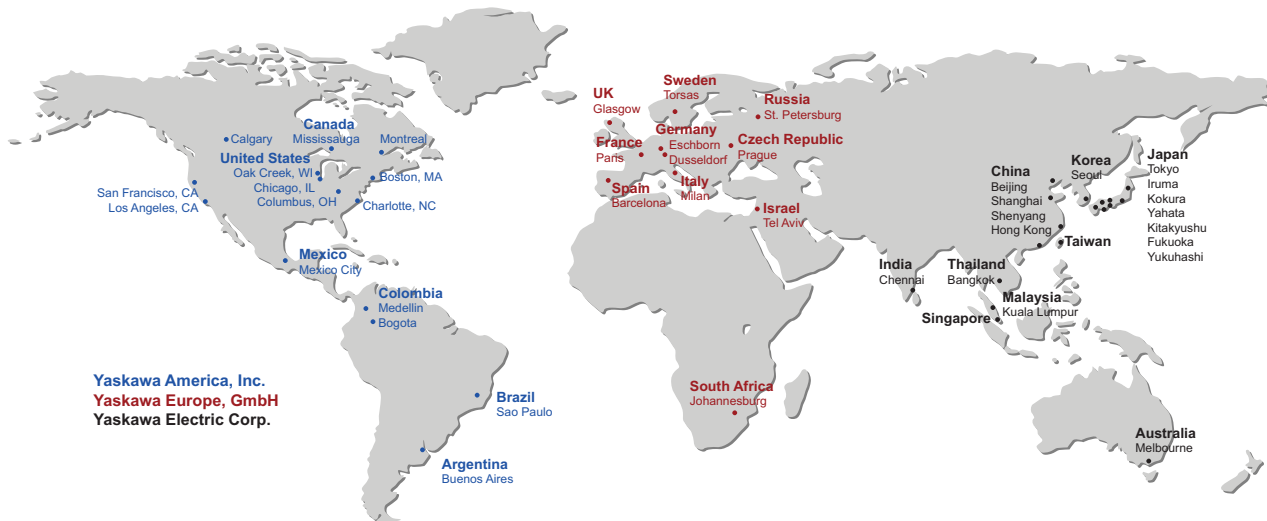 Canada
Mississauga
Calgary
Montreal
United States
Oak Creek, WI
Chicago, IL
Columbus, OH
Boston, MA
Charlotte, NC
San Francisco, CA
Los Angeles, CA
Mexico
Mexico City
Colombia
Medellin
Bogota
Brazil
Sao Paulo
Argentina
Buenos Aires
Yaskawa America, Inc.
Yaskawa Europe, GmbH
Yaskawa Electric Corp.
UK
Glasgow
Sweden
Torsas
Russia
St. Petersburg
Germany
Eschborn
Dusseldorf
France
Paris
Czech Republic
Prague
Spain
Barcelona
Italy
Milan
Israel
Tel Aviv
South Africa
Johannesburg
China
Beijing
Shanghai
Shenyang
Hong Kong
Korea
Seoul
Japan
Tokyo
Iruma
Kokura
Yahata
Kitakyushu
Fukuoka
Yukuhashi
Taiwan
India
Chennai
Thailand
Bangkok
Malaysia
Kuala Lumpur
Singapore
Australia
Melbourne